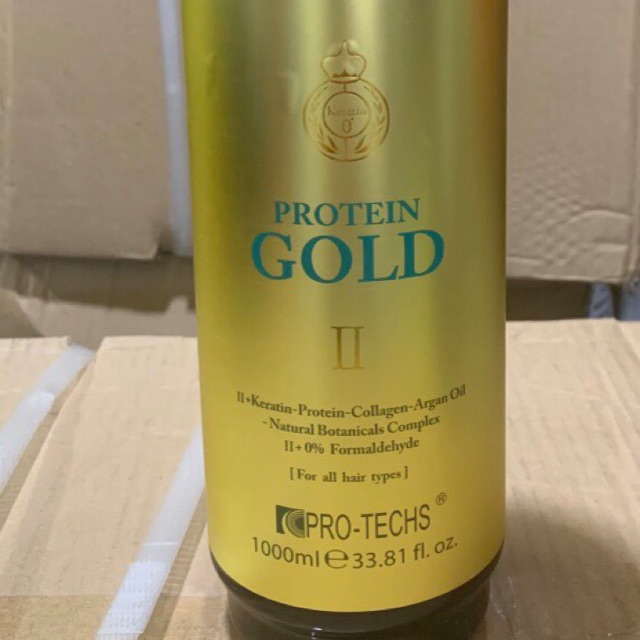 Keratin
0
PROTEIN
GOLD
II
II+Keratin-Protein-Collagen-Argan Oil
-Natural Botanicals Complex
II+0% Formaldehyde
[ For all hair types ]
PRO-TECHS ®
1000ml ℮ 33.81 fl. oz.